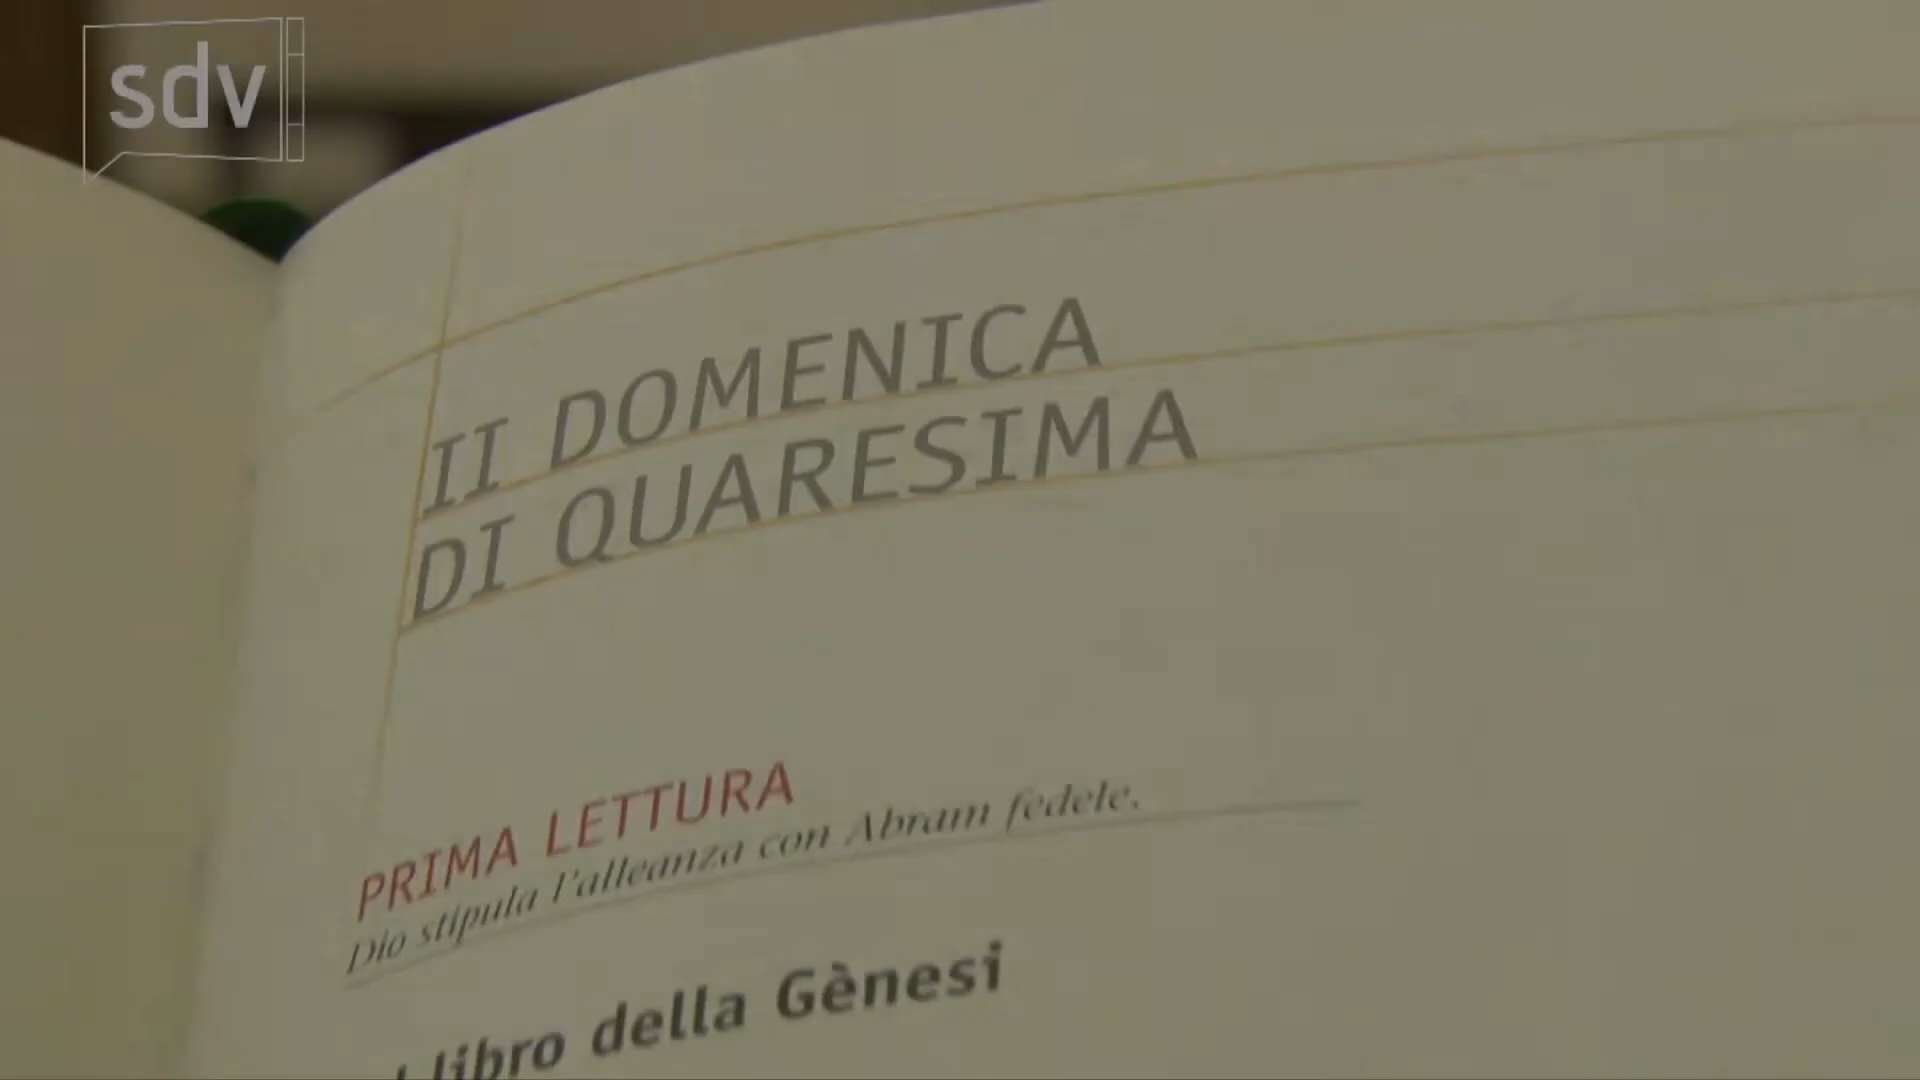 sdv
II DOMENICA
DI QUARESIMA
PRIMA LETTURA
Dio stipula l'alleanza con Abram fedele.
libro della Gènesi